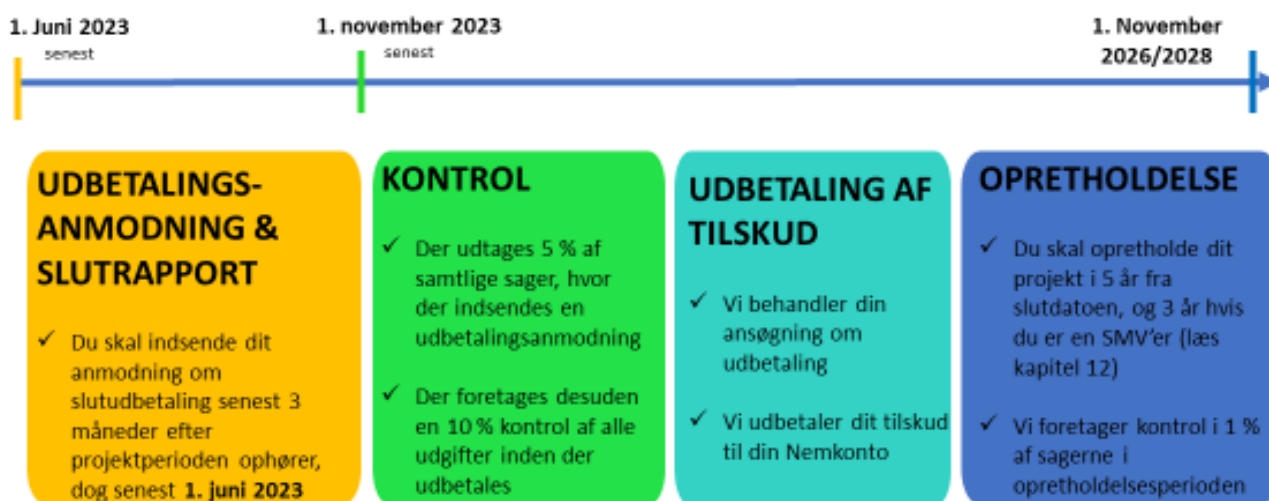 1. Juni 2023
senest
1. november 2023
senest
1. November
2026/2028
UDBETALINGS-
ANMODNING &
SLUTRAPPORT
✓ Du skal indsende dit
anmodning om
slutudbetaling senest 3
måneder efter
projektperioden ophører,
dog senest 1. juni 2023
KONTROL
✓ Der udtages 5 % af
samtlige sager, hvor
der indsendes en
udbetalingsanmodning
✓ Der foretages desuden
en 10 % kontrol af alle
udgifter inden der
udbetales
UDBETALING AF
TILSKUD
✓ Vi behandler din
ansøgning om
udbetaling
✓ Vi udbetaler dit tilskud
til din Nemkonto
OPRETHOLDELSE
✓ Du skal opretholde dit
projekt i 5 år fra
slutdatoen, og 3 år hvis
du er en SMV'er (læs
kapitel 12)
✓ Vi foretager kontrol i 1 %
af sagerne i
opretholdelsesperioden